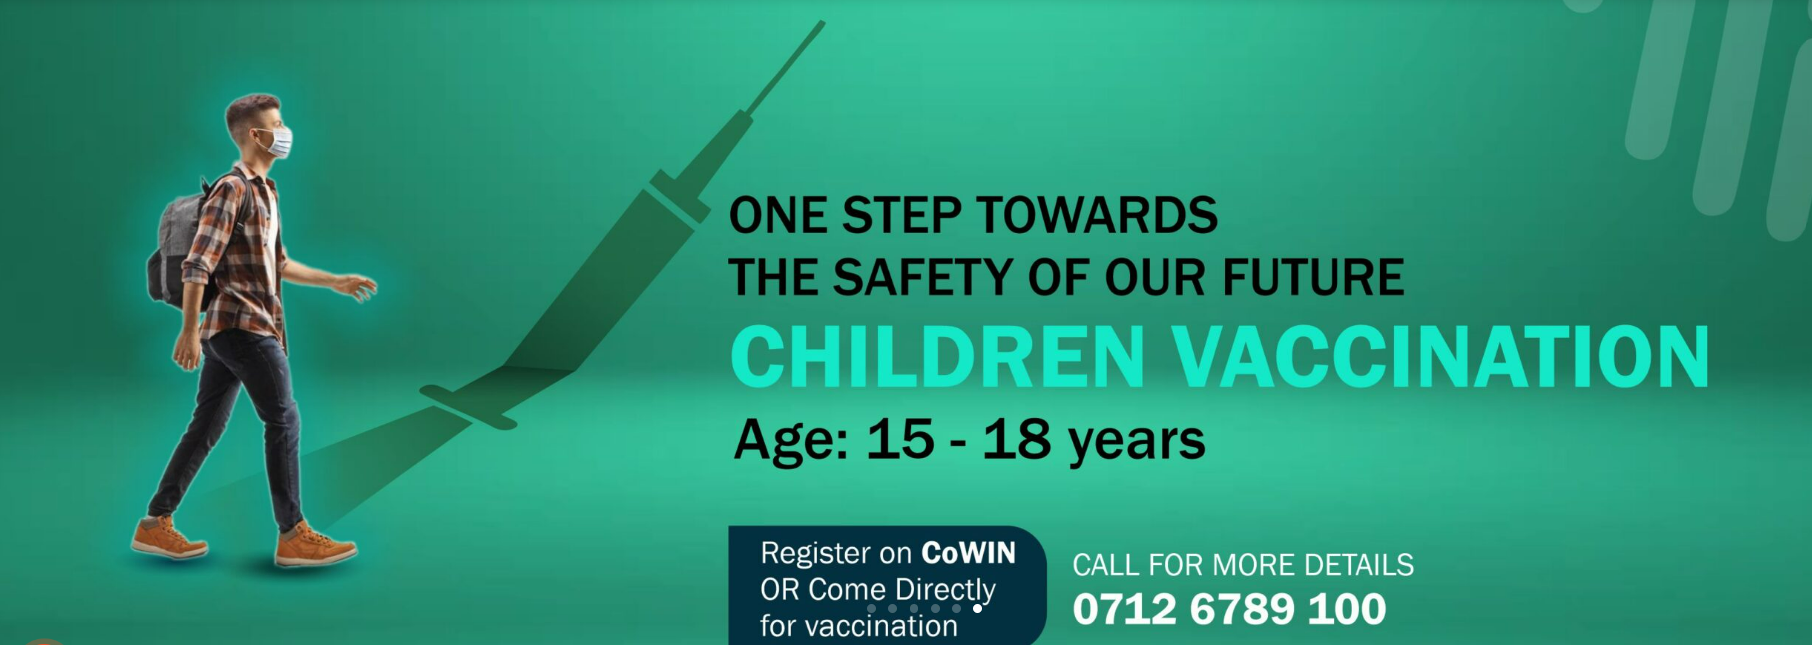 ONE STEP TOWARDS
THE SAFETY OF OUR FUTURE
CHILDREN VACCINATION
Age: 15 - 18 years
Register on CoWIN
OR Come Directly
for vaccination
CALL FOR MORE DETAILS
0712 6789 100